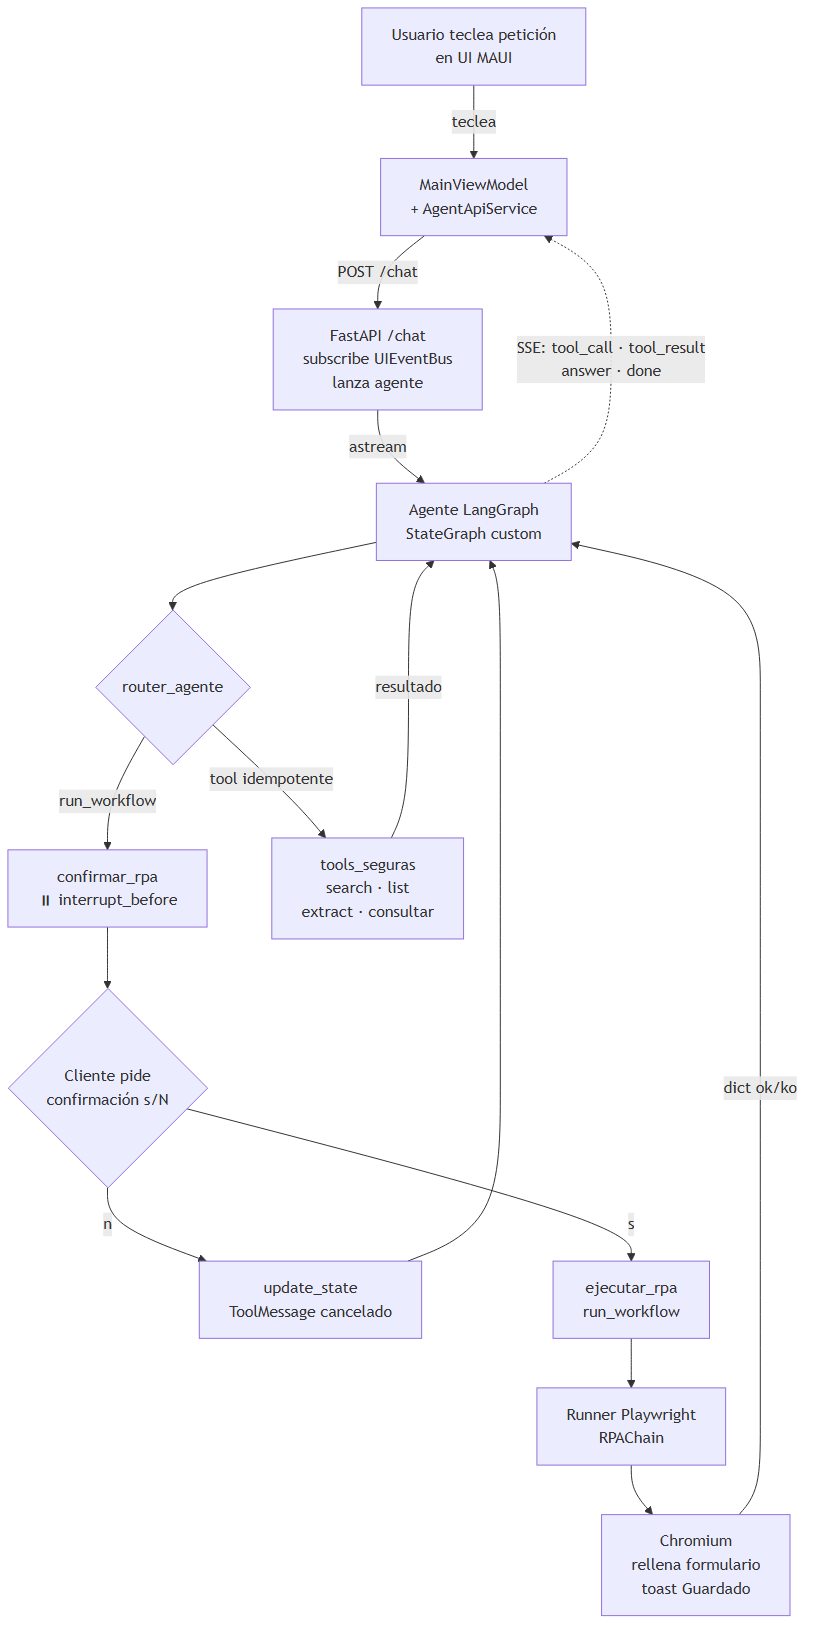 Usuario teclea petición
en UI MAUI
teclea
MainViewModel
+ AgentApiService
POST /chat
FastAPI /chat
subscribe UIEventBus
lanza agente
SSE: tool_call · tool_result
answer · done
astream
Agente LangGraph
StateGraph custom
router_agente
resultado
tool idempotente
run_workflow
confirmar_rpa
⏸ interrupt_before
tools_seguras
search · list
extract · consultar
Cliente pide
confirmación s/N
dict ok/ko
n
s
update_state
ToolMessage cancelado
ejecutar_rpa
run_workflow
Runner Playwright
RPAChain
Chromium
rellena formulario
toast Guardado